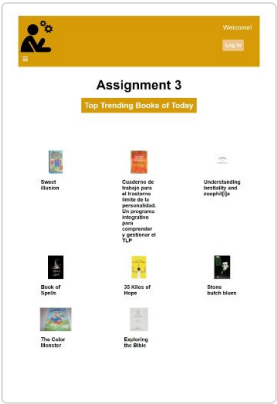 Welcome!
Log In
Assignment 3
Top Trending Books of Today
Sweet
illusion
Cuaderno de
trabajo para
el trastorno
límite de la
personalidad.
Un programa
integrativo
para
comprender
y gestionar el
TLP
Understanding
bestiality and
zoophil[i]a
Book of
Spells
35 Kilos of
Hope
Stone
butch blues
The Color
Monster
Exploring
the Bible